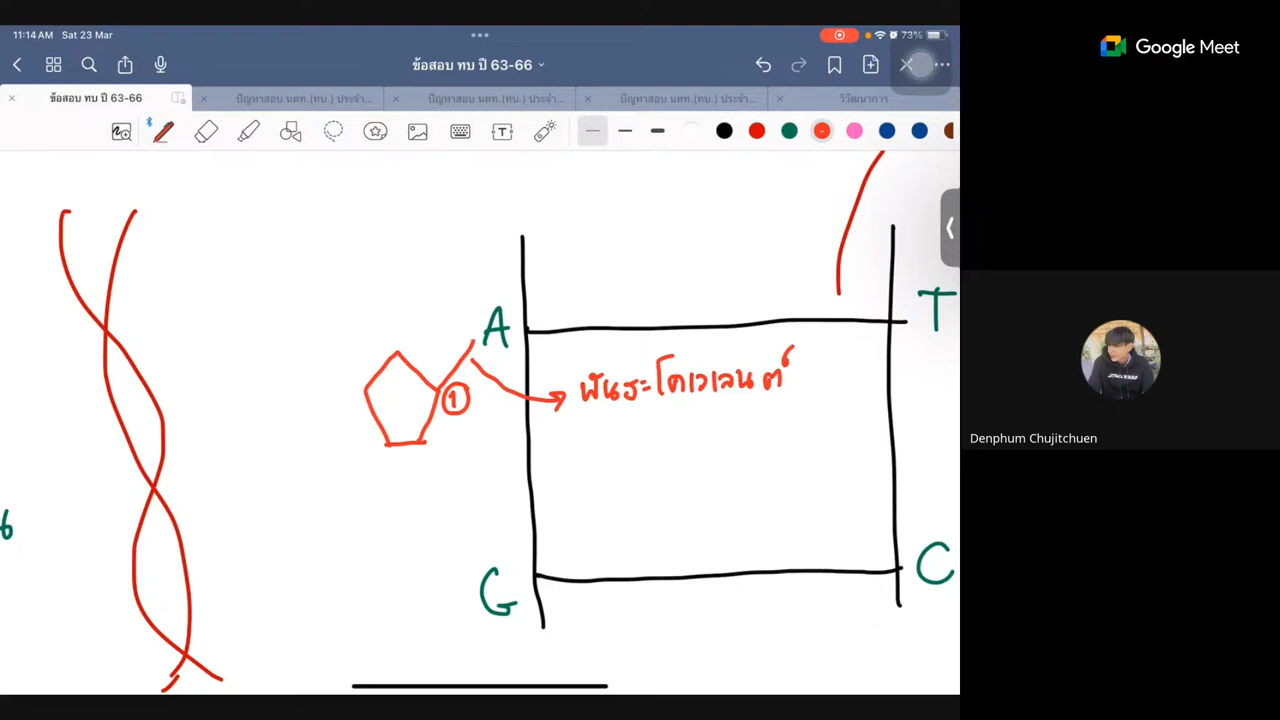 11:14 AM Sat 23 Mar
73%
Google Meet
ข้อสอบ ทบ ปี 63-66
ข้อสอบ ทบ ปี 63-66
ปัญหาสอบ นตท.(ทบ.) ประจำ...
ปัญหาสอบ นตท.(ทบ.) ประจำ...
ปัญหาสอบ นตท.(ทบ.) ประจำ...
วิวัฒนาการ
A
T
1
พันธะโคเวเลนต์
Denphum Chujitchuen
6
G
C